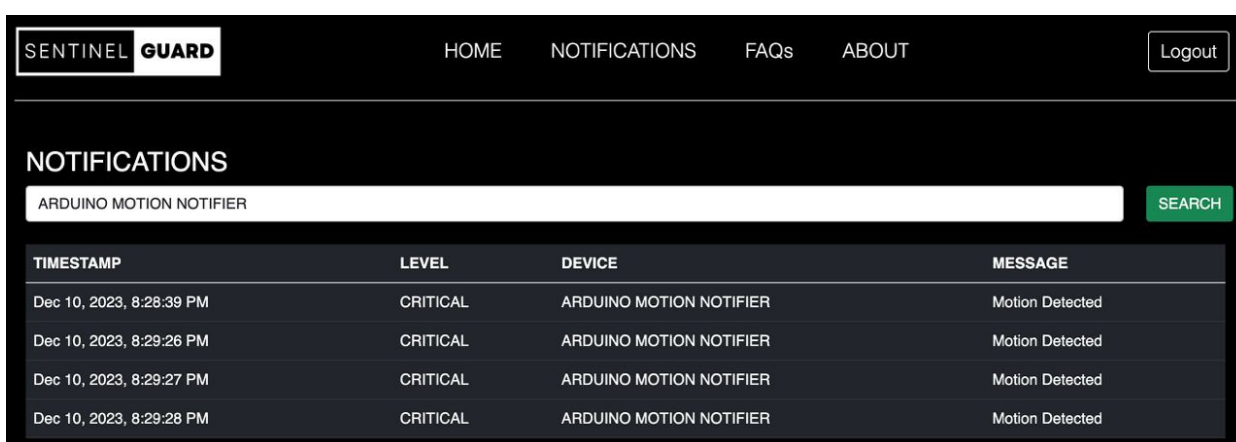 SENTINEL GUARD HOME NOTIFICATIONS FAQs ABOUT Logout
NOTIFICATIONS
ARDUINO MOTION NOTIFIER SEARCH
TIMESTAMP LEVEL DEVICE MESSAGE
Dec 10, 2023, 8:28:39 PM CRITICAL ARDUINO MOTION NOTIFIER Motion Detected
Dec 10, 2023, 8:29:26 PM CRITICAL ARDUINO MOTION NOTIFIER Motion Detected
Dec 10, 2023, 8:29:27 PM CRITICAL ARDUINO MOTION NOTIFIER Motion Detected
Dec 10, 2023, 8:29:28 PM CRITICAL ARDUINO MOTION NOTIFIER Motion Detected